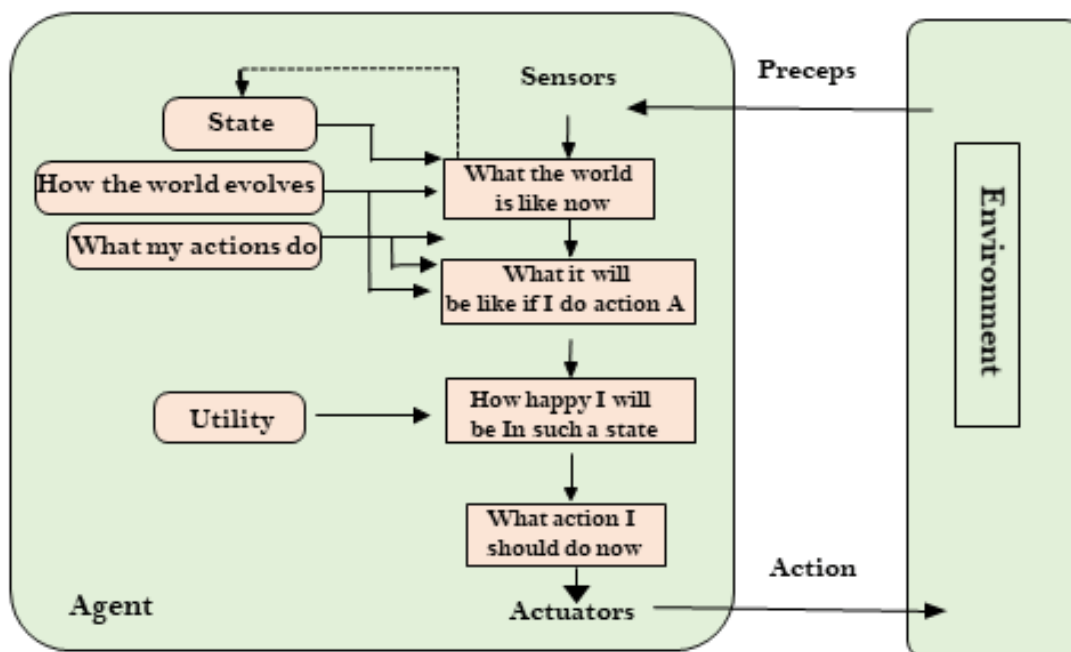 Sensors
Preceps
State
What the world
is like now
How the world evolves
What my actions do
What it will
be like if I do action A
Environment
How happy I will
be In such a state
Utility
What action I
should do now
Action
Agent
Actuators